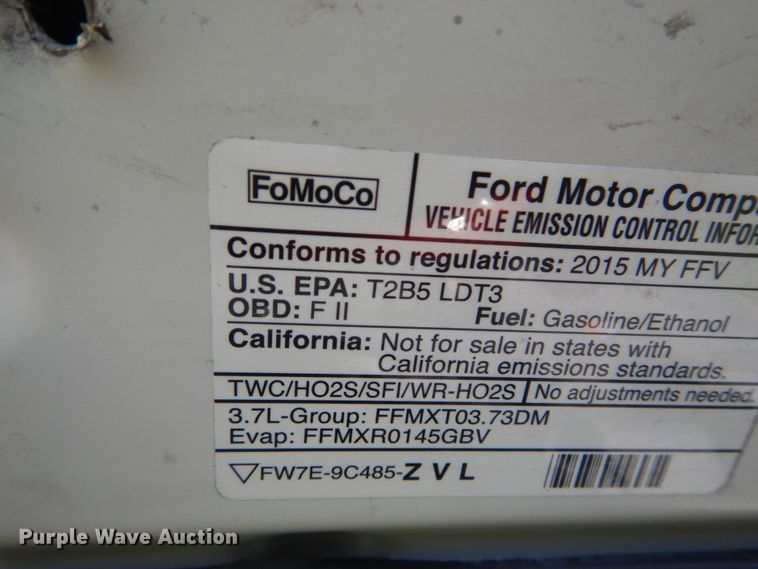 FoMoCo
Ford Motor Comp
VEHICLE EMISSION CONTROL INFOR
Conforms to regulations: 2015 MY FFV
U.S. EPA: T2B5 LDT3
OBD: F II Fuel: Gasoline/Ethanol
California: Not for sale in states with
California emissions standards.
TWC/HO2S/SFI/WR-HO2S No adjustments needed.
3.7L-Group: FFMXT03.73DM
Evap: FFMXR0145GBV
▽FW7E-9C485-Z V L
Purple Wave Auction